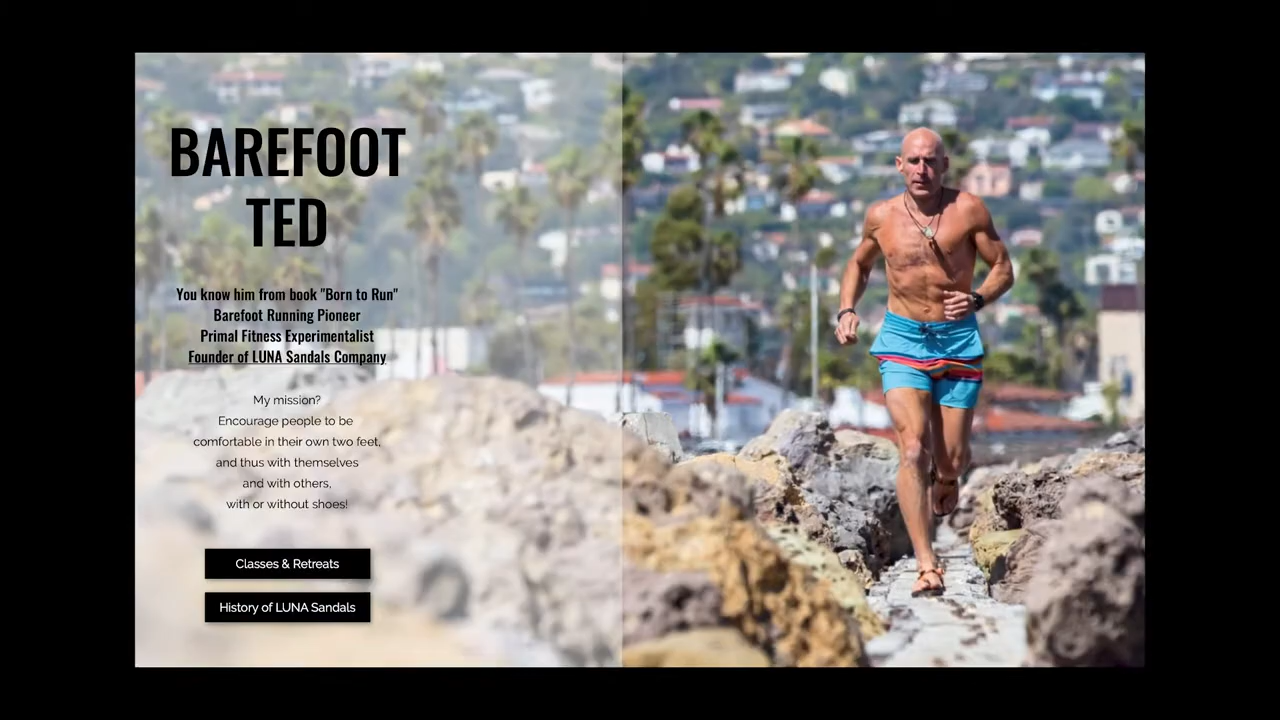 BAREFOOT
TED
You know him from book "Born to Run"
Barefoot Running Pioneer
Primal Fitness Experimentalist
Founder of LUNA Sandals Company
My mission?
Encourage people to be
comfortable in their own two feet,
and thus with themselves
and with others,
with or without shoes!
Classes & Retreats
History of LUNA Sandals